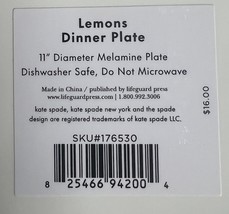 Lemons
Dinner Plate
11" Diameter Melamine Plate
Dishwasher Safe, Do Not Microwave
Made in China / published by lifeguard press
www.lifeguardpress.com | 1.800.992.3006
kate spade, kate spade new york and the spade
design are registered trademarks of kate spade LLC.
$16.00
SKU#176530
8 25466 94200 4